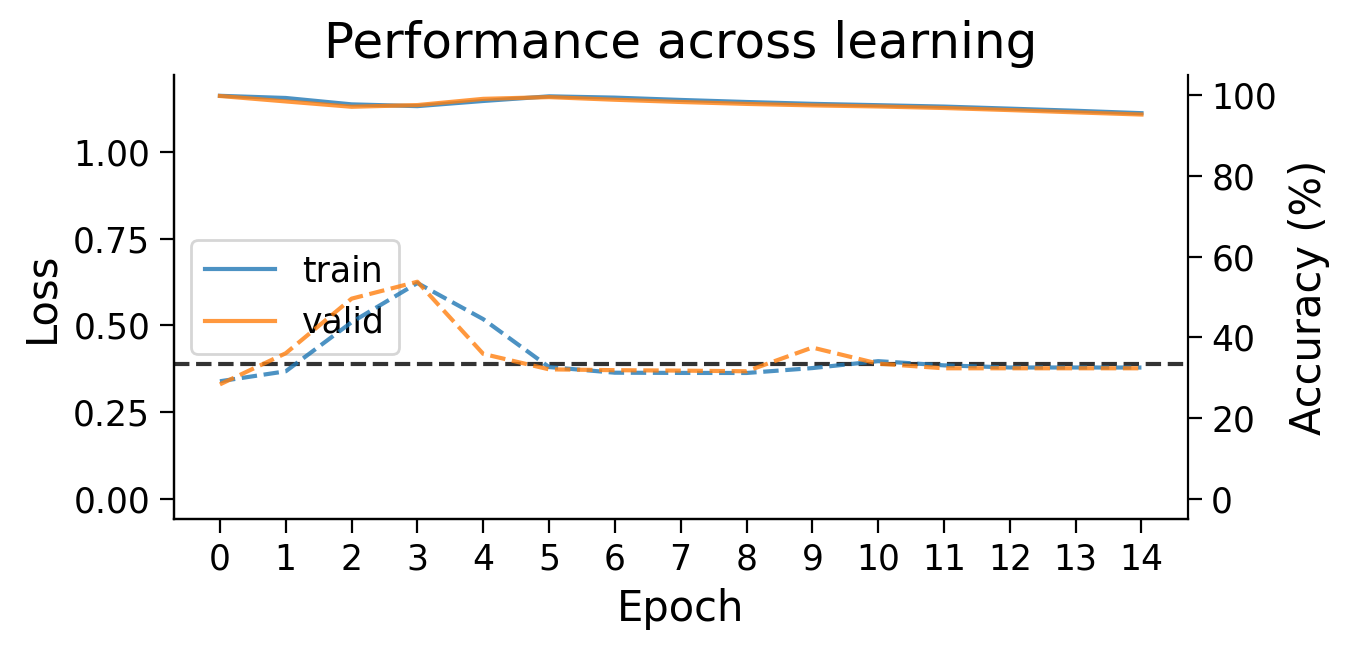 Performance across learning
Loss
1.00
0.75
0.50
0.25
0.00
train
valid
100
80
60
40
20
0
Accuracy (%)
0 1 2 3 4 5 6 7 8 9 10 11 12 13 14
Epoch